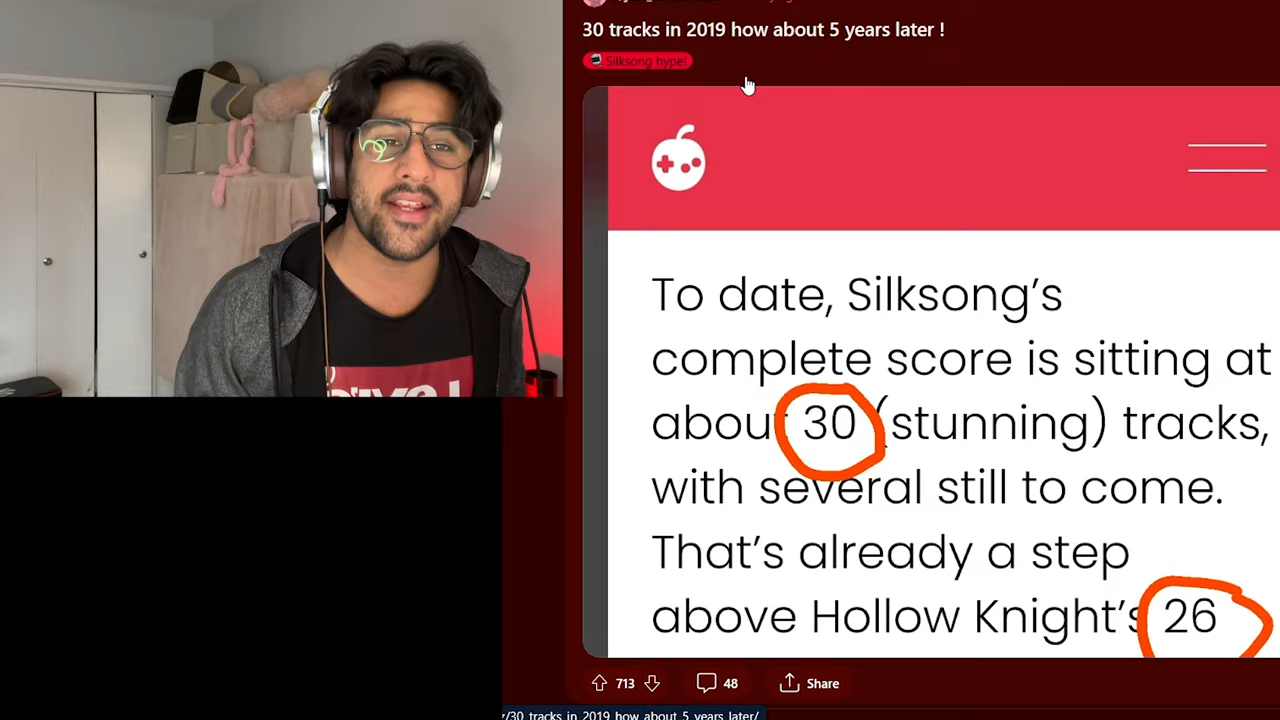 30 tracks in 2019 how about 5 years later !
Silksong hype!
To date, Silksong’s
complete score is sitting at
about 30 (stunning) tracks,
with several still to come.
That’s already a step
above Hollow Knight’s 26
713
48
Share
/30_tracks_in_2019_how_about_5_years_later/